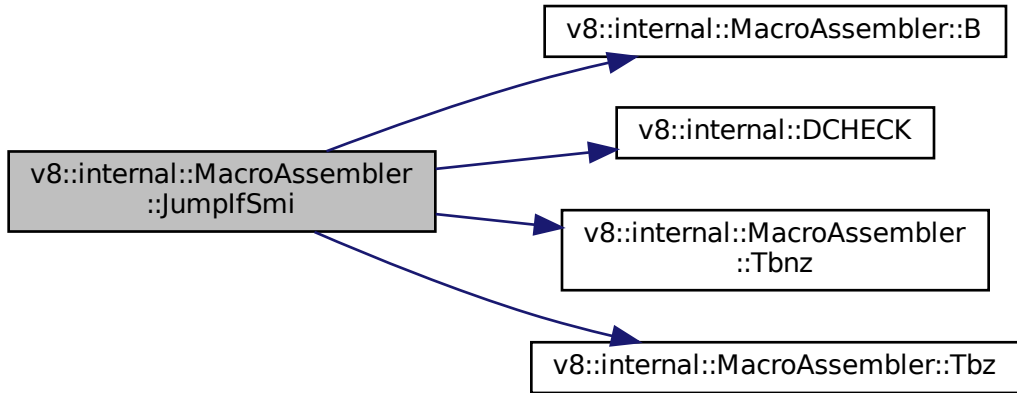 v8::internal::MacroAssembler
::JumpIfSmi
v8::internal::MacroAssembler::B
v8::internal::DCHECK
v8::internal::MacroAssembler
::Tbnz
v8::internal::MacroAssembler::Tbz